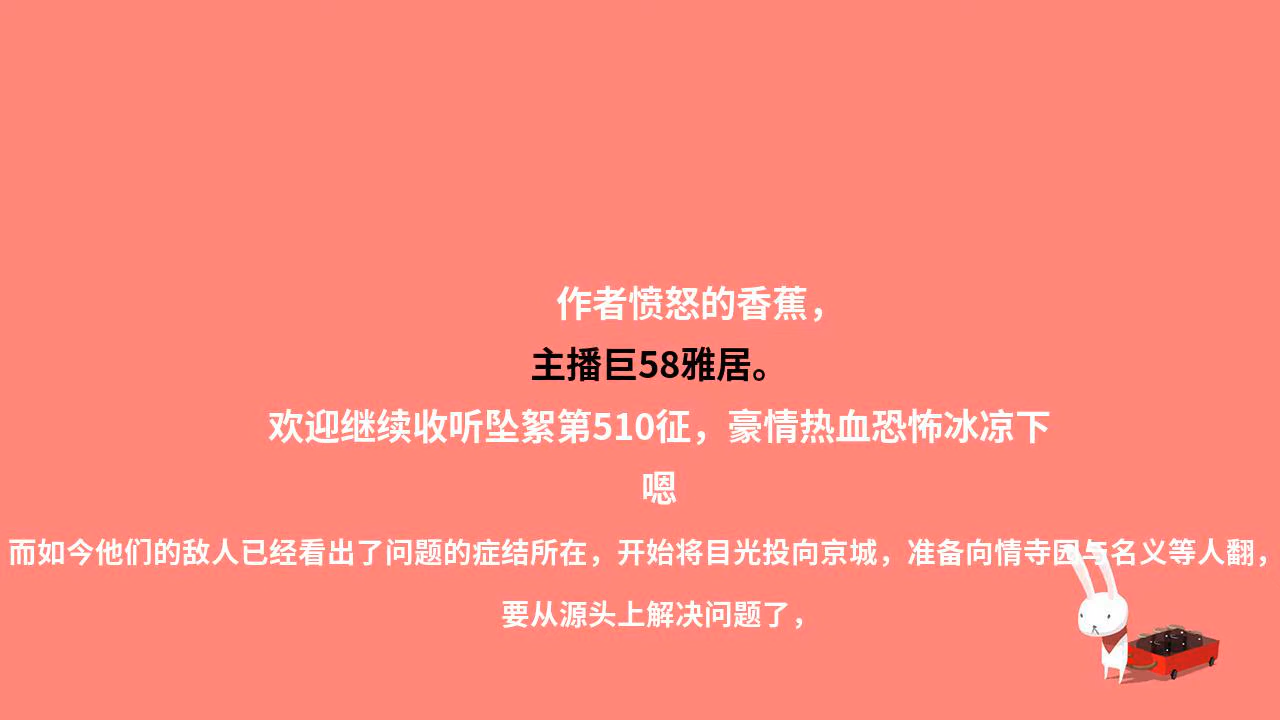 作者愤怒的香蕉，
主播巨58雅居。
欢迎继续收听坠絮第510征，豪情热血恐怖冰凉下
嗯
而如今他们的敌人已经看出了问题的症结所在，开始将目光投向京城，准备向情寺园与名义等人翻，
要从源头上解决问题了，